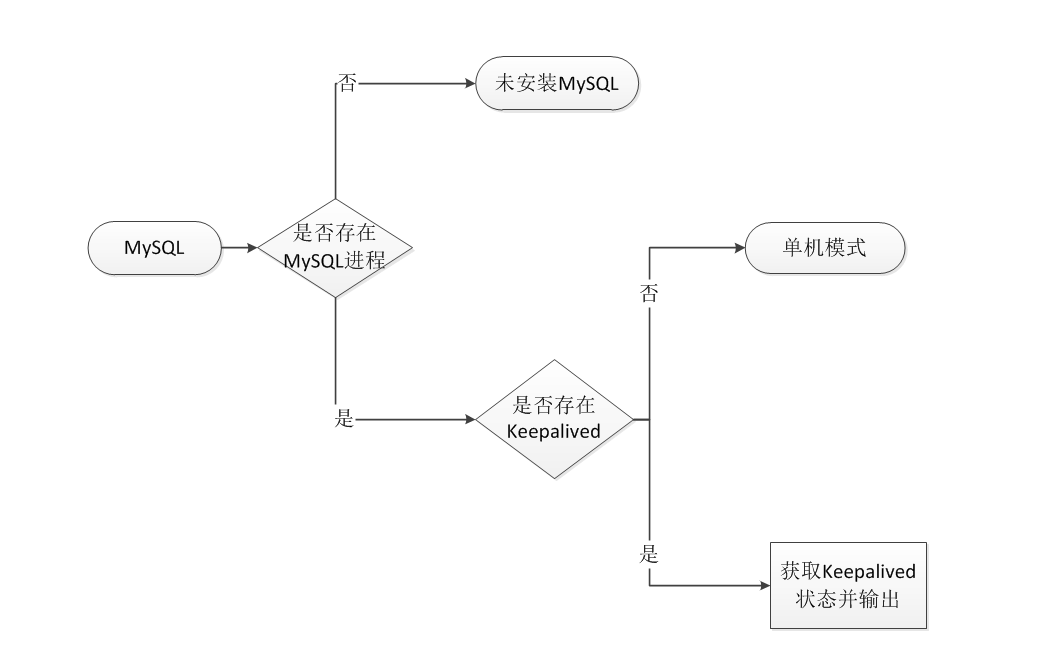 否
未安装MySQL
MySQL
是否存在
MySQL进程
单机模式
否
是
是否存在
Keepalived
是
获取Keepalived
状态并输出